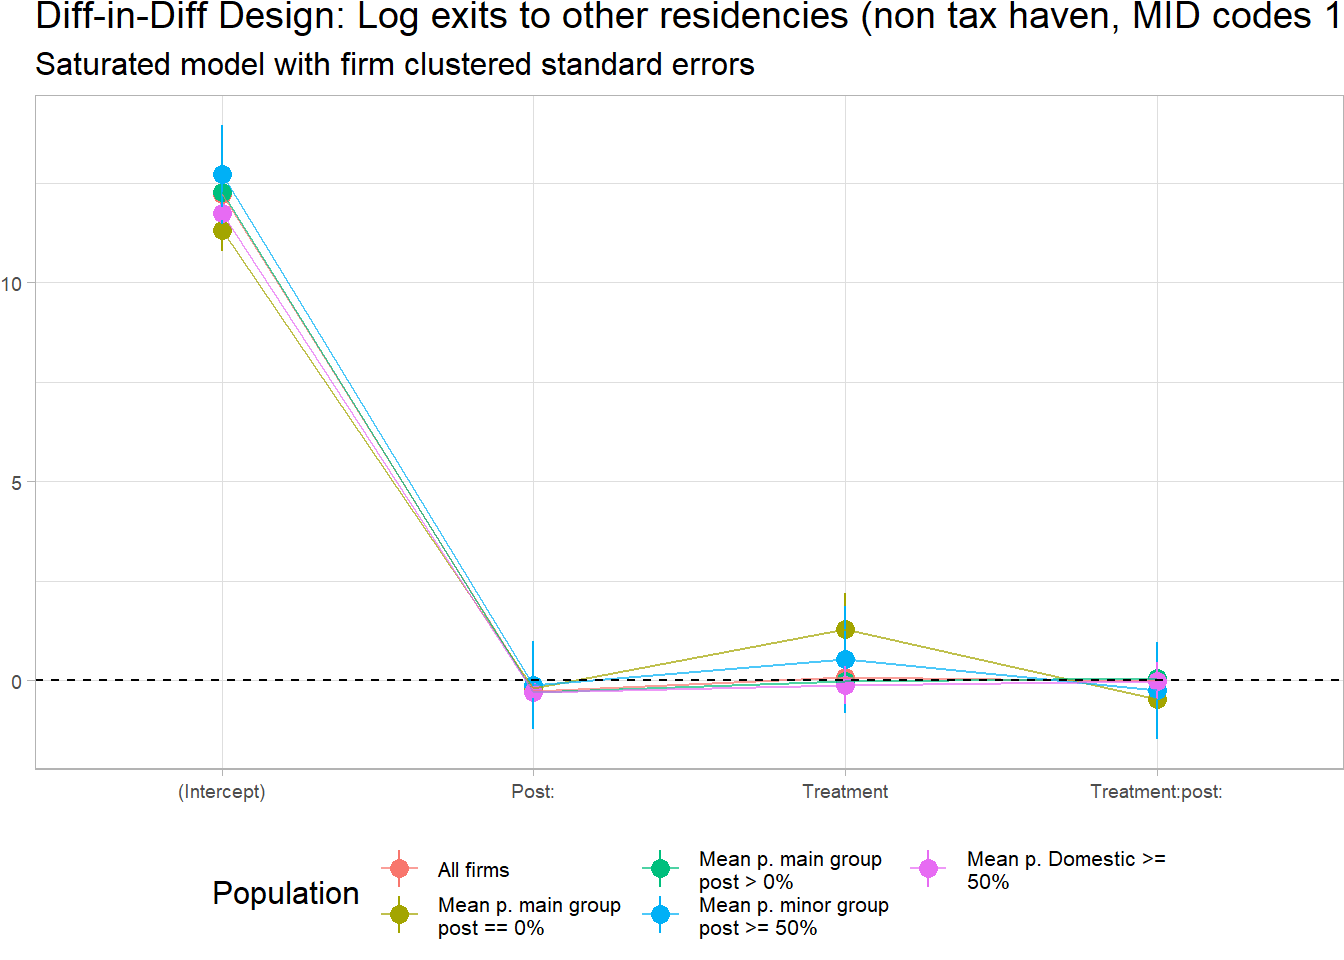 Diff-in-Diff Design: Log exits to other residencies (non tax haven, MID codes 1
Saturated model with firm clustered standard errors
10
5
0
(Intercept)
Post:
Treatment
Treatment:post:
Population
All firms
Mean p. main group
post == 0%
Mean p. main group
post > 0%
Mean p. minor group
post >= 50%
Mean p. Domestic >=
50%